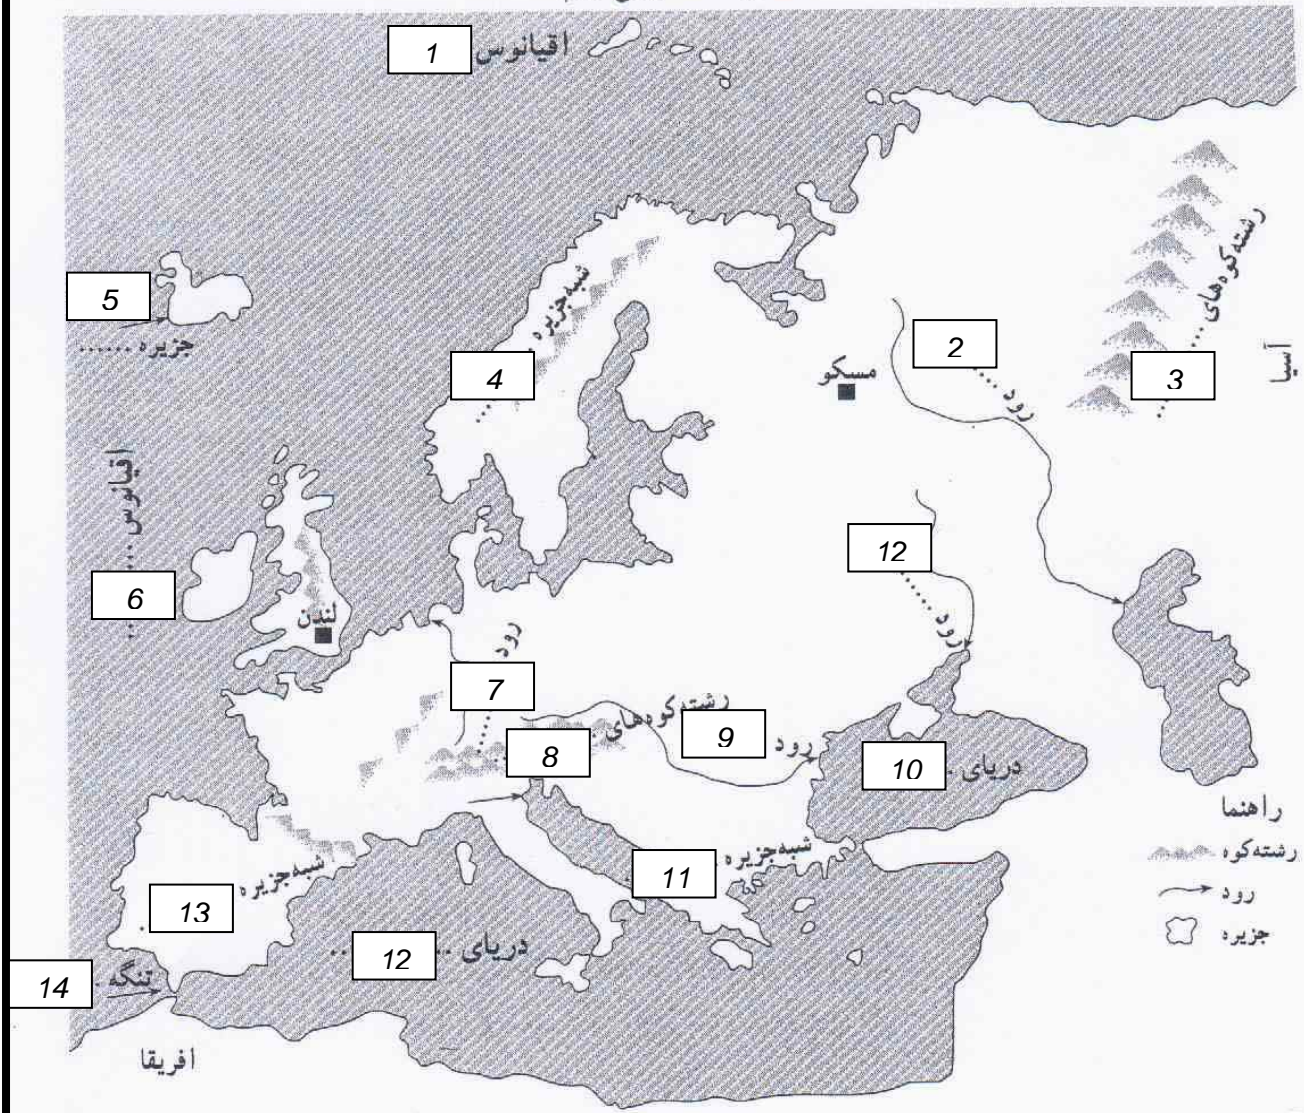 اقیانوس 1
2 ..... رود
رشته‌کوه‌های ..... 3
آسیا
شبه‌جزیره ..... 4
5
جزیره ......
مسکو
اقیانوس ..... 6
لندن
12 ..... رود
رود ..... 7
رشته‌کوه‌های .. 8
رود 9
دریای . 10
شبه‌جزیره . 11
شبه‌جزیره 13 .
دریای .. 12 ..
تنگه . 14
افریقا
راهنما
رشته‌کوه
رود
جزیره